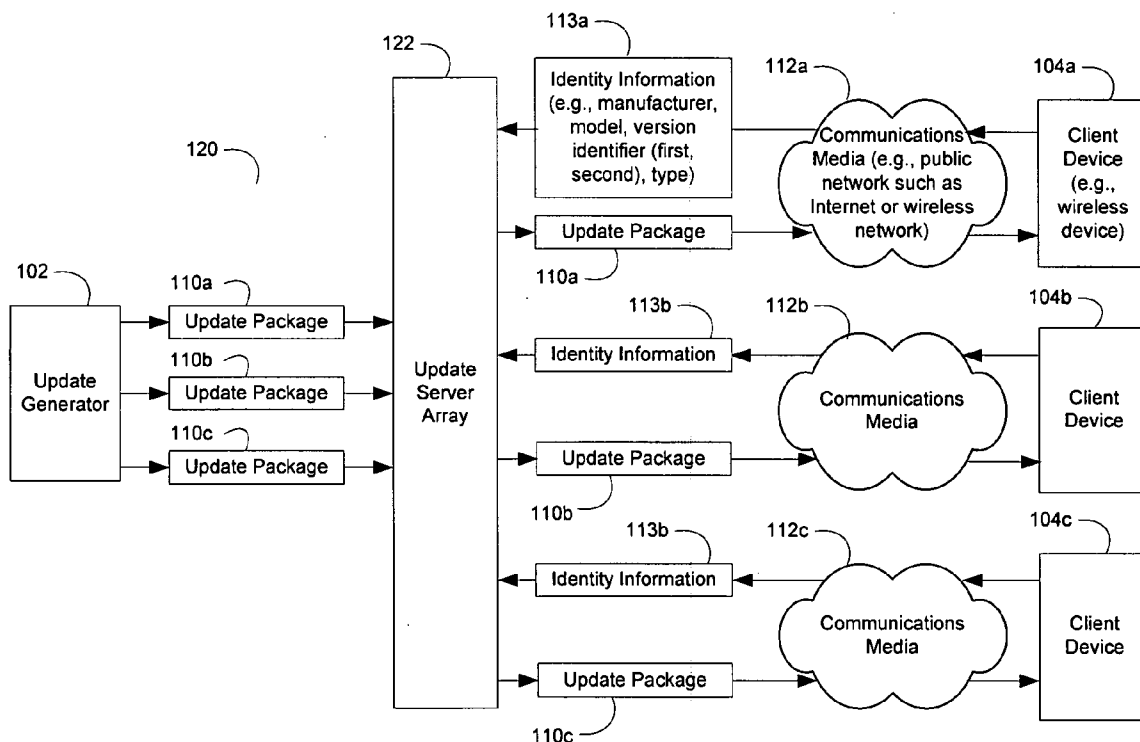 113a
122
112a
104a
Identity Information
(e.g., manufacturer,
model, version
identifier (first,
second), type)
Communications
Media (e.g., public
network such as
Internet or wireless
network)
Client
Device
(e.g.,
wireless
device)
120
Update Package
110a
102
110a
Update Package
110b
Update Package
110c
Update Package
Update
Generator
Update
Server
Array
113b
112b
104b
Identity Information
Communications
Media
Client
Device
Update Package
110b
113b
112c
104c
Identity Information
Communications
Media
Client
Device
Update Package
110c